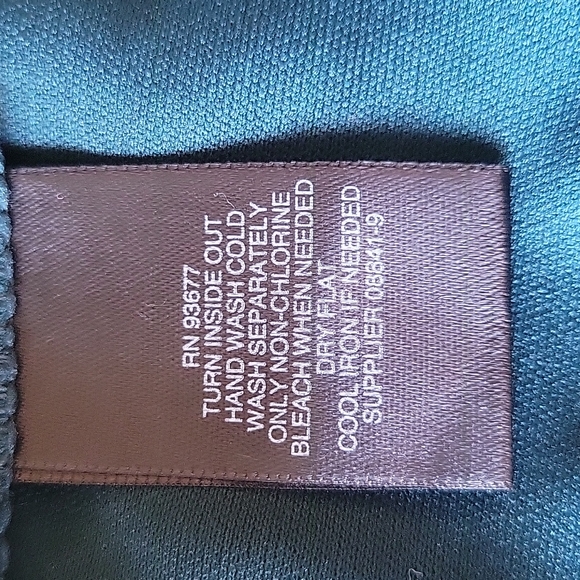 RN 93677
TURN INSIDE OUT
HAND WASH COLD
WASH SEPARATELY
ONLY NON-CHLORINE
BLEACH WHEN NEEDED
DRY FLAT
COOL IRON IF NEEDED
SUPPLIER 08841-9